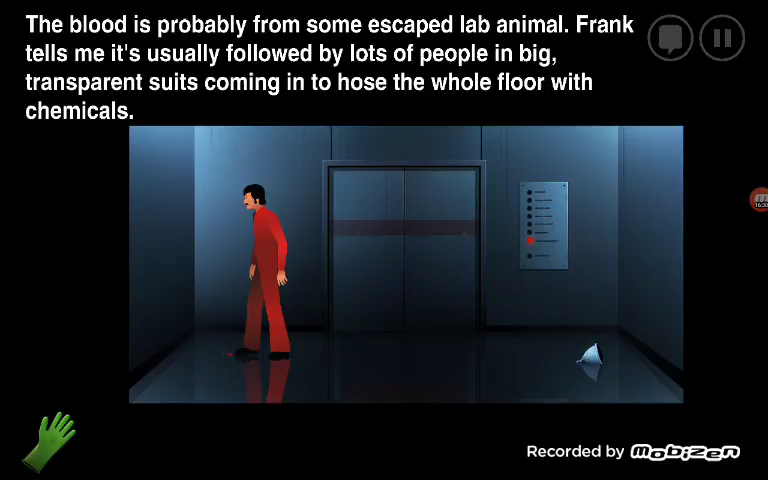 The blood is probably from some escaped lab animal. Frank
tells me it's usually followed by lots of people in big,
transparent suits coming in to hose the whole floor with
chemicals.
Recorded by mobizen